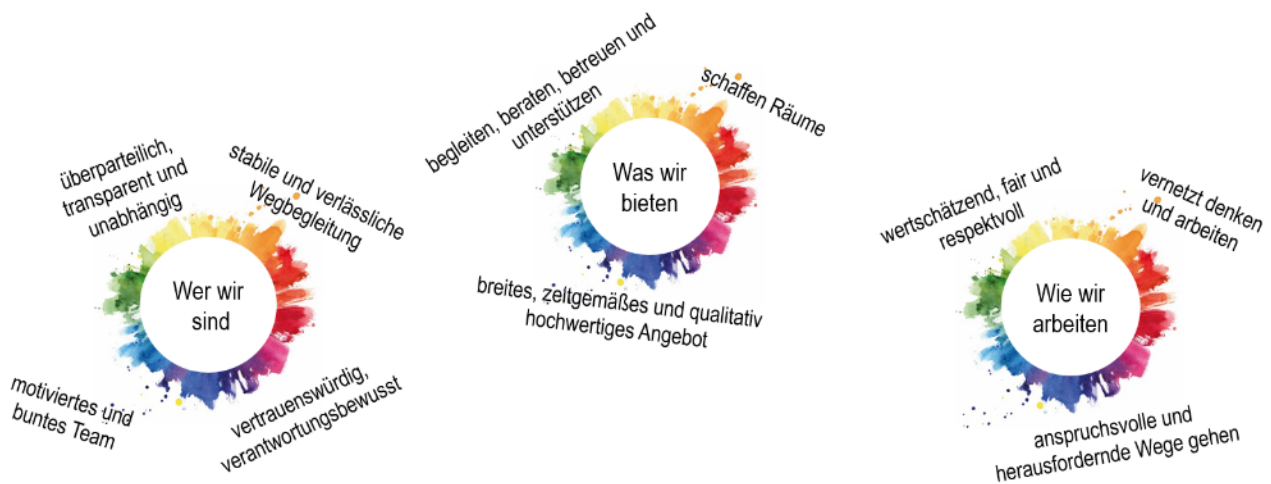 überparteilich,
transparent und
unabhängig
stabile und verlässliche
Wegbegleitung
Wer wir
sind
motiviertes und
buntes Team
vertrauenswürdig,
verantwortungsbewusst
begleiten, beraten, betreuen und
unterstützen
schaffen Räume
Was wir
bieten
breites, zeitgemäßes und qualitativ
hochwertiges Angebot
wertschätzend, fair und
respektvoll
vernetzt denken
und arbeiten
Wie wir
arbeiten
anspruchsvolle und
herausfordernde Wege gehen